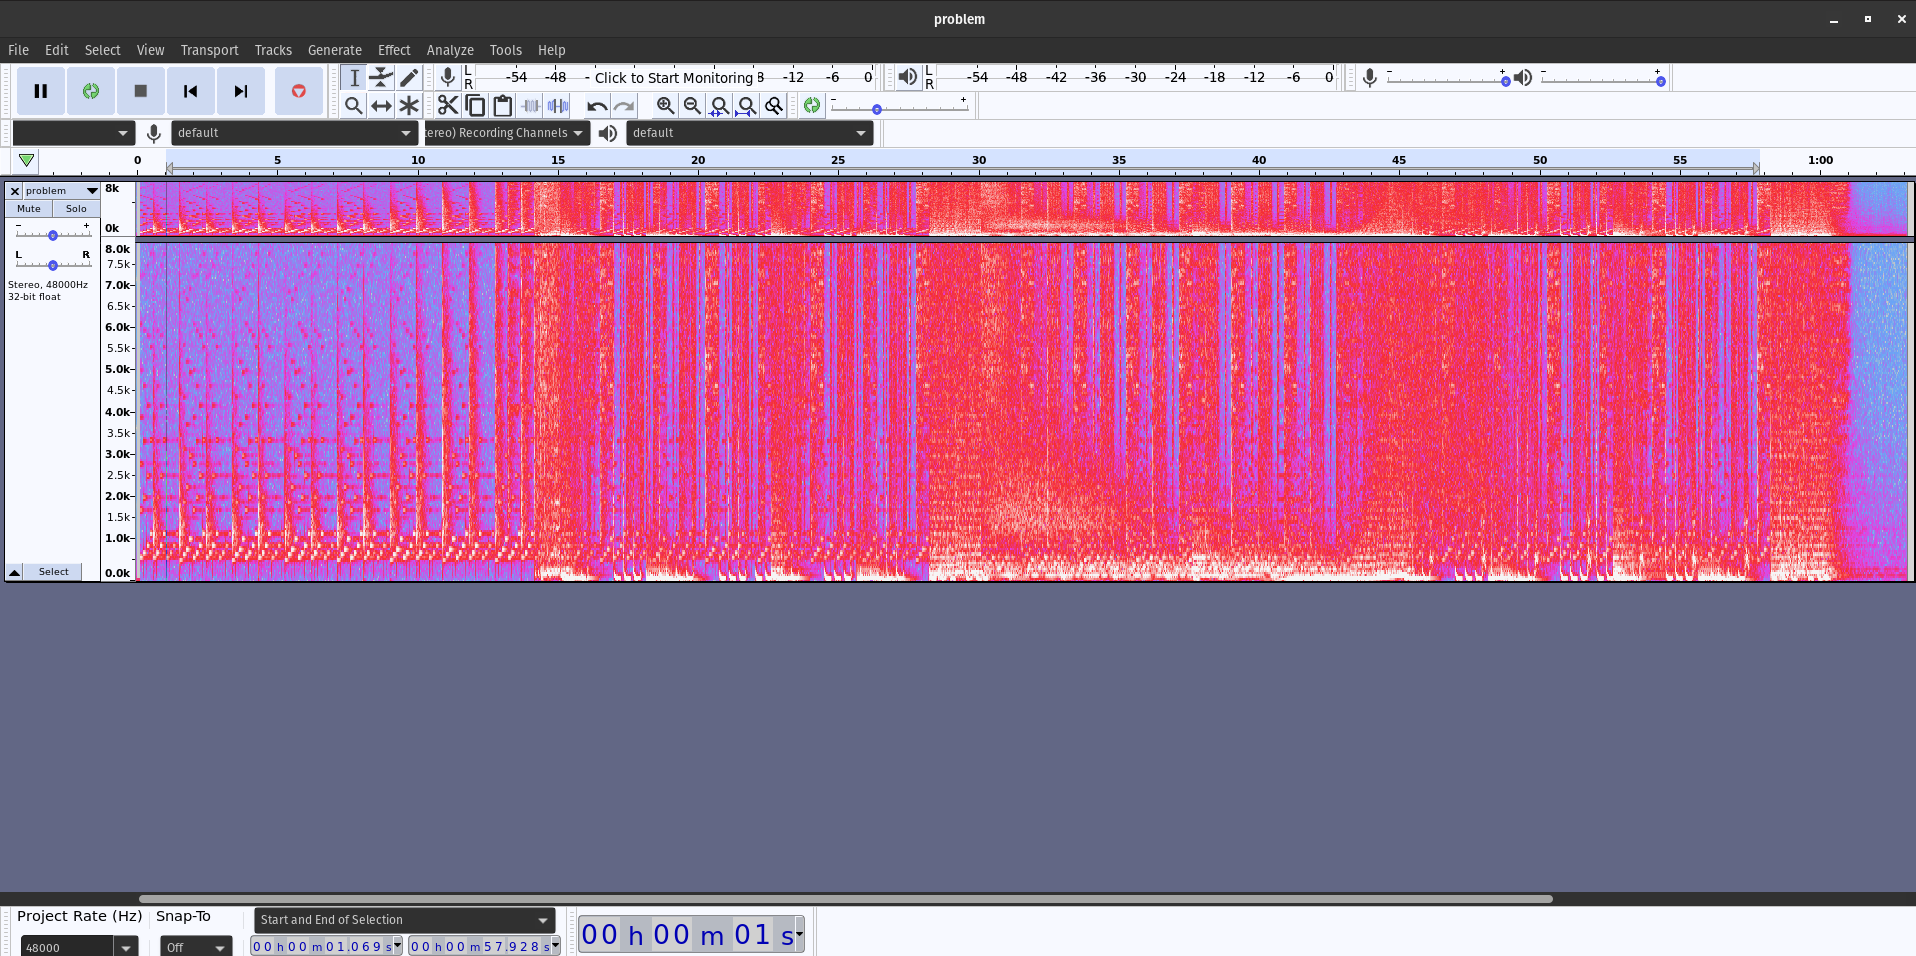 problem
File Edit Select View Transport Tracks Generate Effect Analyze Tools Help
L R -54 -48 - Click to Start Monitoring 8 -12 -6 0 L R -54 -48 -42 -36 -30 -24 -18 -12 -6 0 - + - +
- +
default tereo) Recording Channels default
0 5 10 15 20 25 30 35 40 45 50 55 1:00
problem
Mute Solo
- +
L R
Stereo, 48000Hz
32-bit float
Select
8k
0k
8.0k
7.5k
7.0k
6.5k
6.0k
5.5k
5.0k
4.5k
4.0k
3.5k
3.0k
2.5k
2.0k
1.5k
1.0k
0.0k
Project Rate (Hz) Snap-To Start and End of Selection
48000 Off 00 h 00 m 01.069 s 00 h 00 m 57.928 s 00 h 00 m 01 s